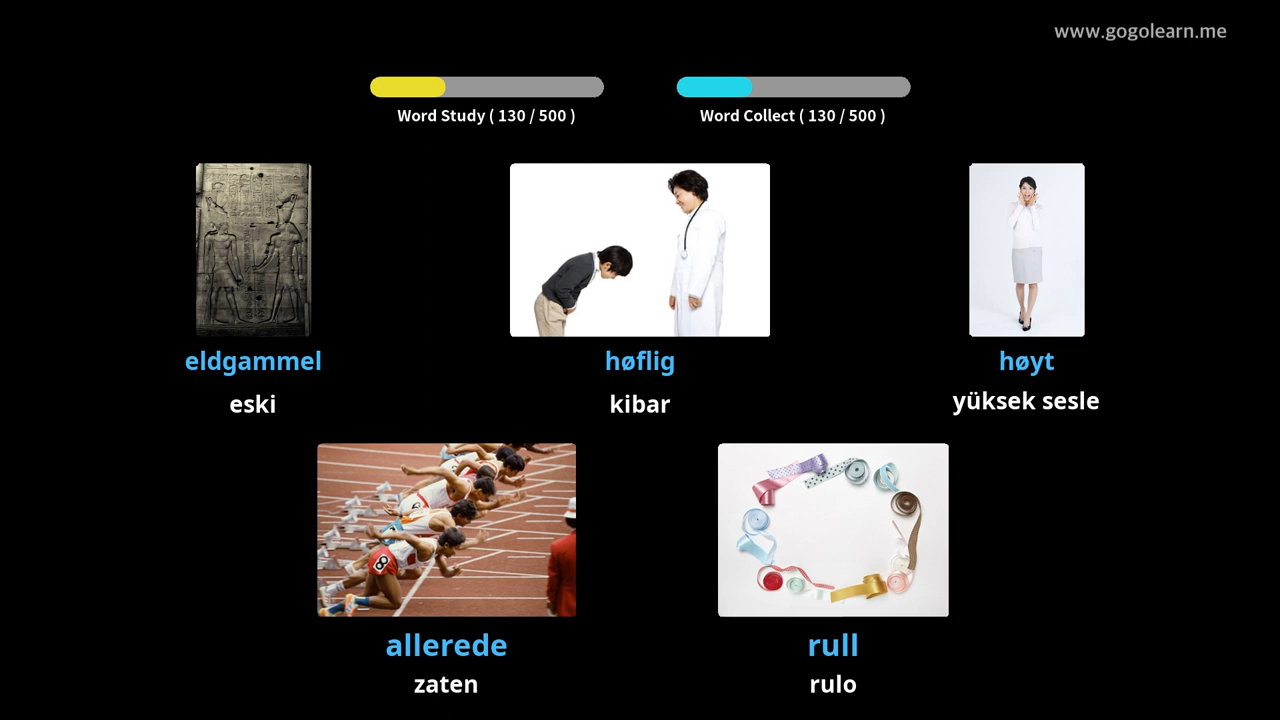 www.gogolearn.me
Word Study ( 130 / 500 )
Word Collect ( 130 / 500 )
eldgammel
høflig
høyt
eski
kibar
yüksek sesle
8
allerede
rull
zaten
rulo